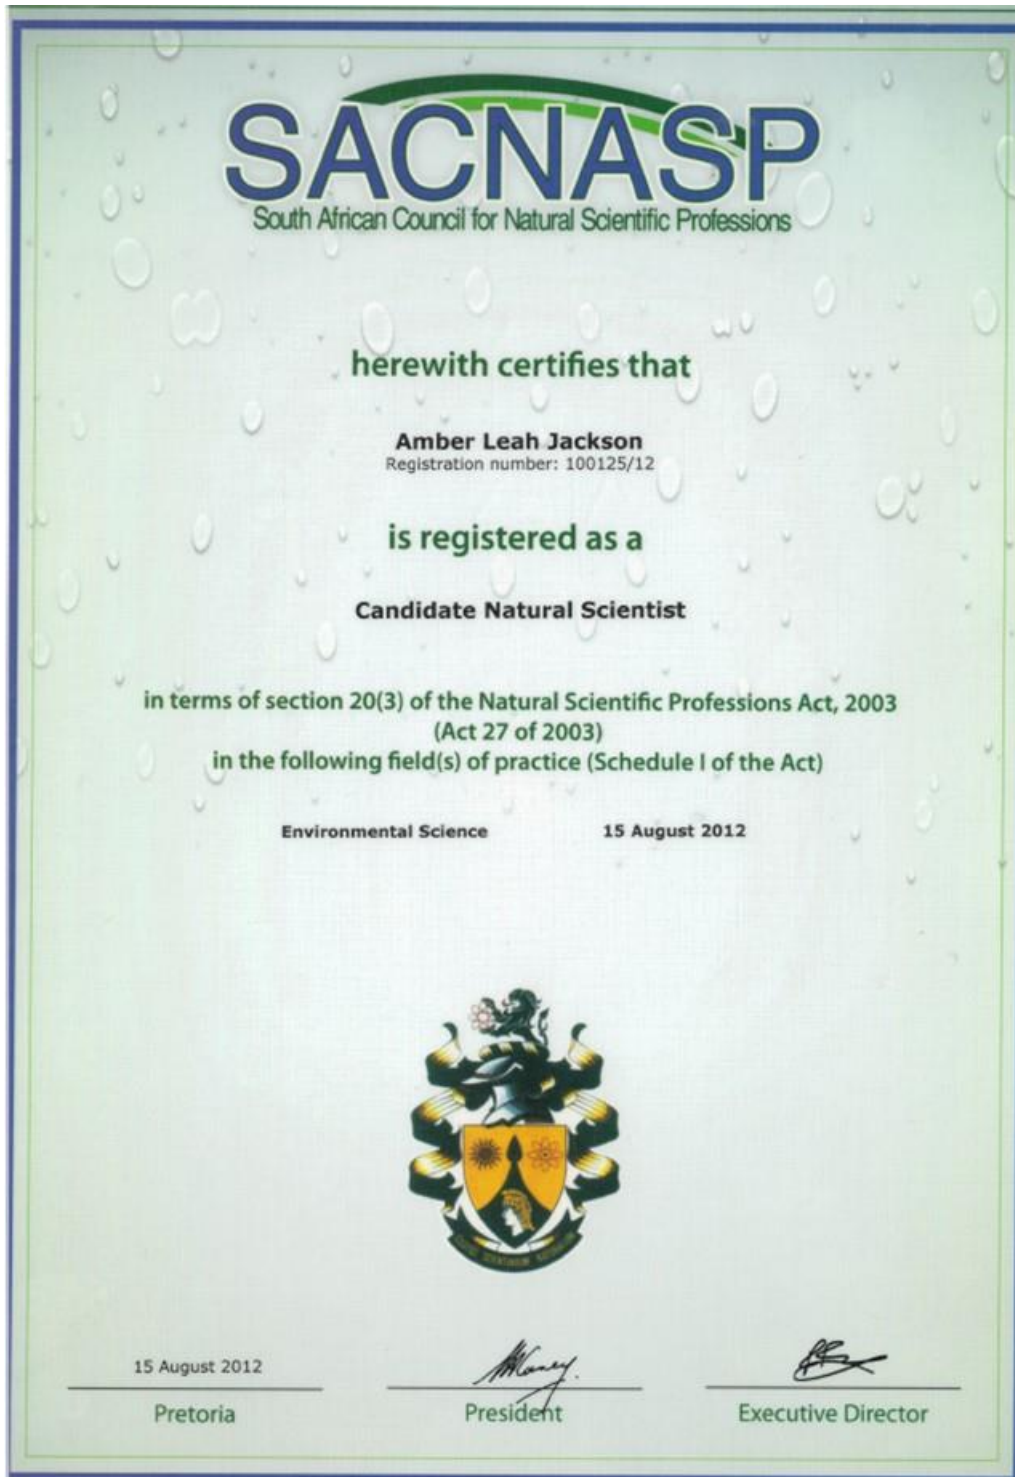 SACNASP
South African Council for Natural Scientific Professions
herewith certifies that
Amber Leah Jackson
Registration number: 100125/12
is registered as a
Candidate Natural Scientist
in terms of section 20(3) of the Natural Scientific Professions Act, 2003
(Act 27 of 2003)
in the following field(s) of practice (Schedule I of the Act)
Environmental Science 15 August 2012
15 August 2012
Pretoria President Executive Director